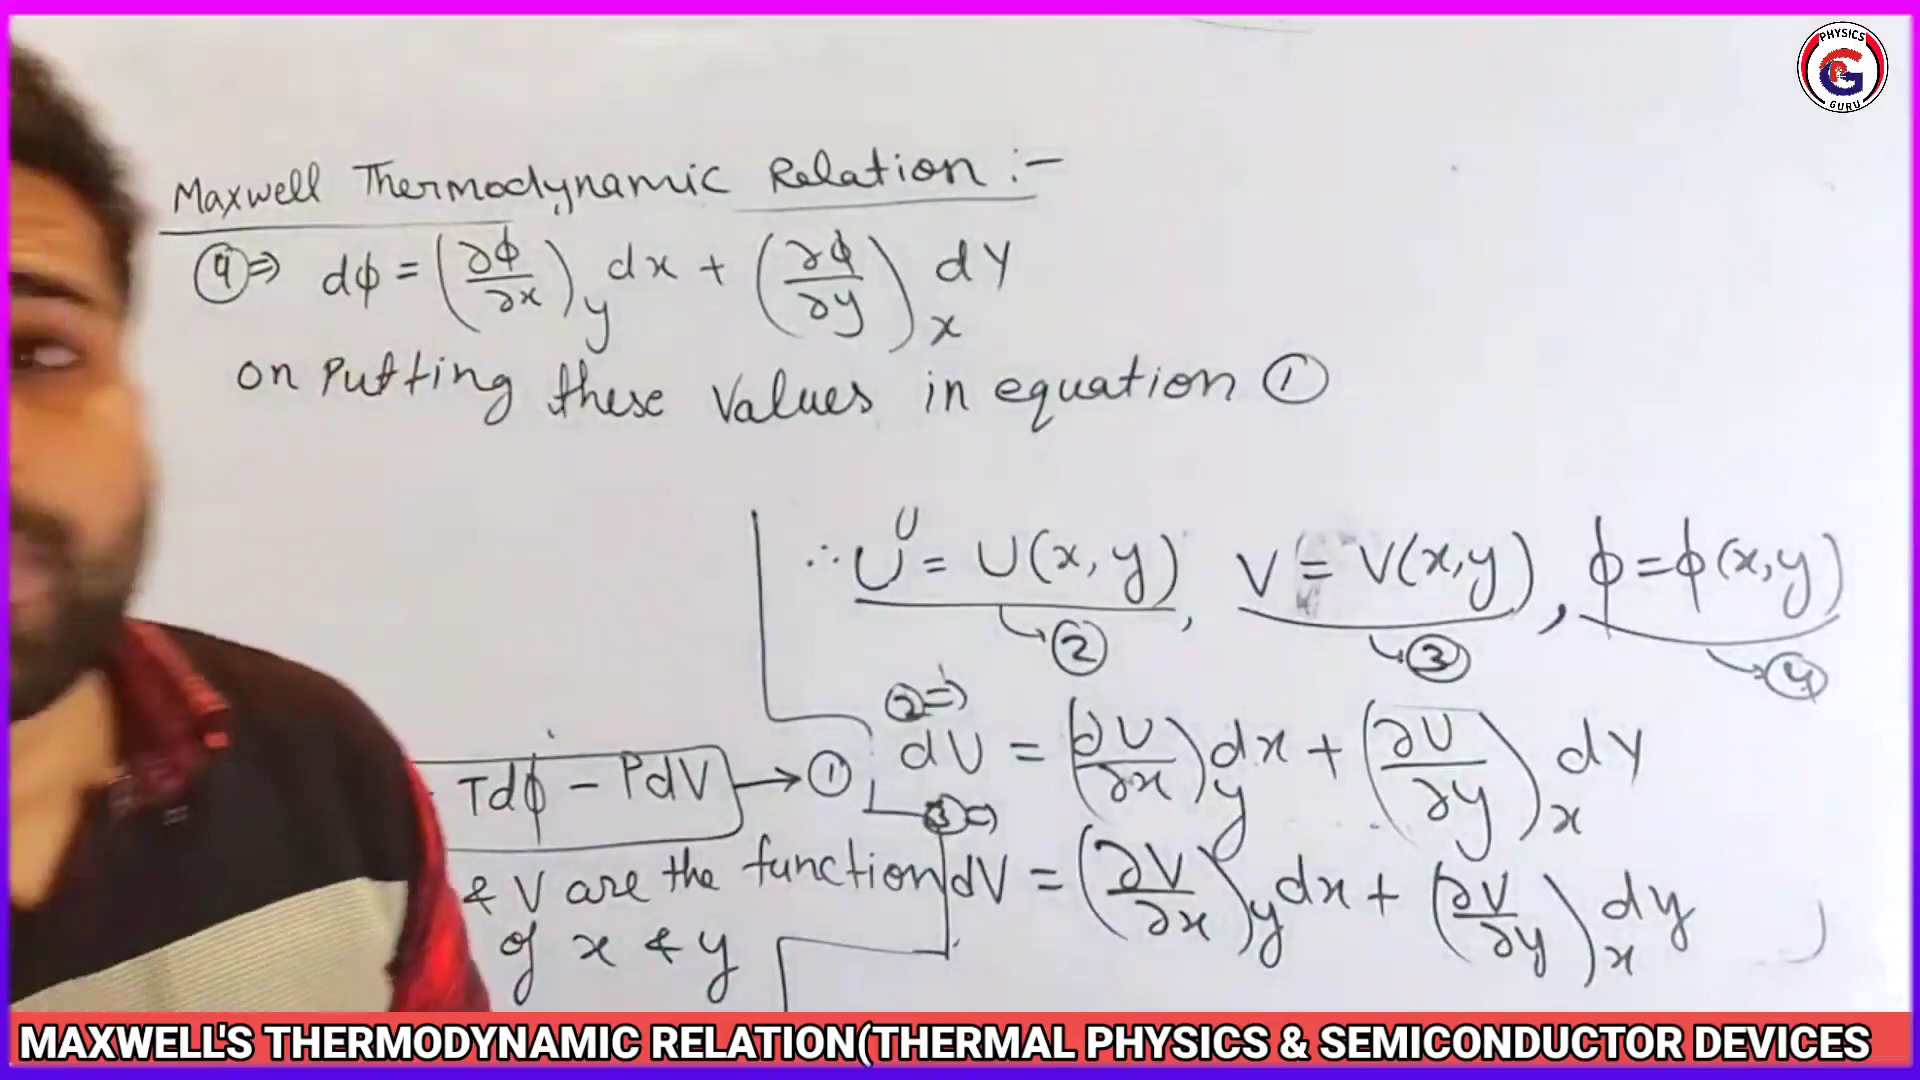 PHYSICS
GURU
Maxwell Thermodynamic Relation :-
④⇒ dϕ = (∂ϕ/∂x)y dx + (∂ϕ/∂y)x dy
on Putting these Values in equation ①
∴ U = U(x, y), V = V(x,y), ϕ = ϕ(x,y)
U
② ③ ④
②⇒
dU = (∂U/∂x)y dx + (∂U/∂y)x dy
Tdϕ - PdV → ①
③⇒
dV = (∂V/∂x)y dx + (∂V/∂y)x dy
& V are the function
of x & y
MAXWELL'S THERMODYNAMIC RELATION(THERMAL PHYSICS & SEMICONDUCTOR DEVICES